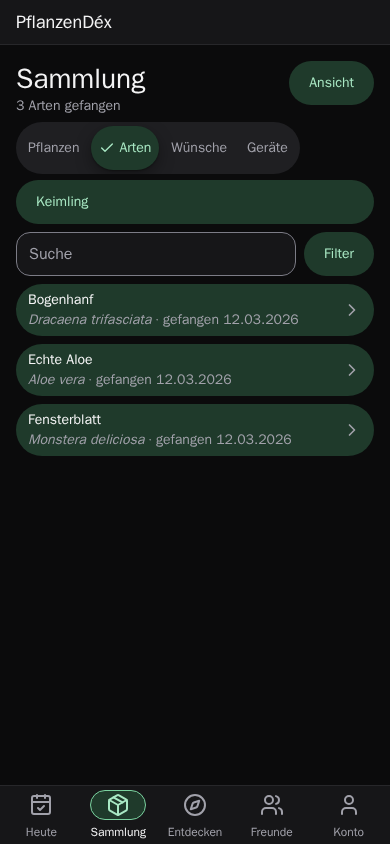 PflanzenDéx
Sammlung
3 Arten gefangen
Ansicht
Pflanzen
Arten
Wünsche
Geräte
Keimling
Suche
Filter
Bogenhanf
Dracaena trifasciata · gefangen 12.03.2026
Echte Aloe
Aloe vera · gefangen 12.03.2026
Fensterblatt
Monstera deliciosa · gefangen 12.03.2026
Heute
Sammlung
Entdecken
Freunde
Konto